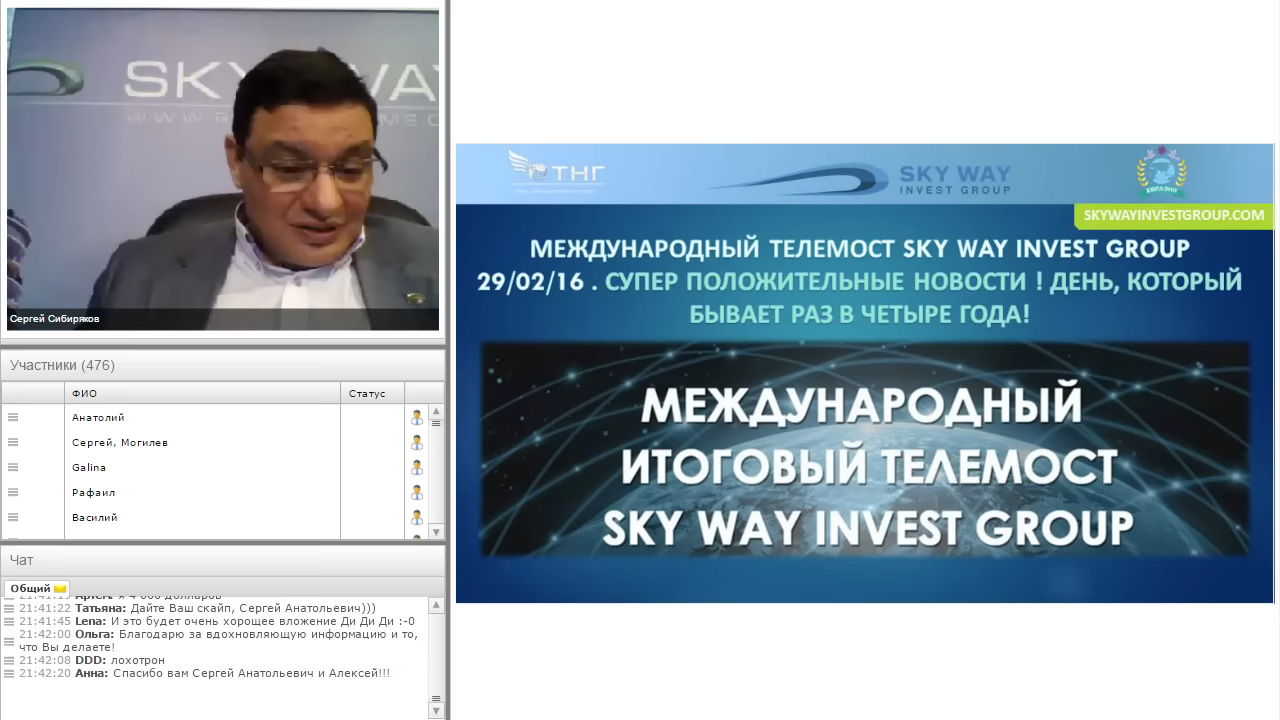 SKY WAY
Сергей Сибиряков
Участники (476)
ФИО
Статус
Анатолий
Сергей, Могилев
Galina
Рафаил
Василий
Чат
Общий
21:41:22 Татьяна: Дайте Ваш скайп, Сергей Анатольевич)))
21:41:45 Lena: И это будет очень хорошее вложение Ди Ди Ди :-0
21:42:00 Ольга: Благодарю за вдохновляющую информацию и то,
что Вы делаете!
21:42:08 DDD: лохотрон
21:42:20 Анна: Спасибо вам Сергей Анатольевич и Алексей!!!
ТНГ
SKY WAY
INVEST GROUP
ЕВРАЗИЯ
SKYWAYINVESTGROUP.COM
МЕЖДУНАРОДНЫЙ ТЕЛЕМОСТ SKY WAY INVEST GROUP
29/02/16 . СУПЕР ПОЛОЖИТЕЛЬНЫЕ НОВОСТИ ! ДЕНЬ, КОТОРЫЙ
БЫВАЕТ РАЗ В ЧЕТЫРЕ ГОДА!
МЕЖДУНАРОДНЫЙ
ИТОГОВЫЙ ТЕЛЕМОСТ
SKY WAY INVEST GROUP